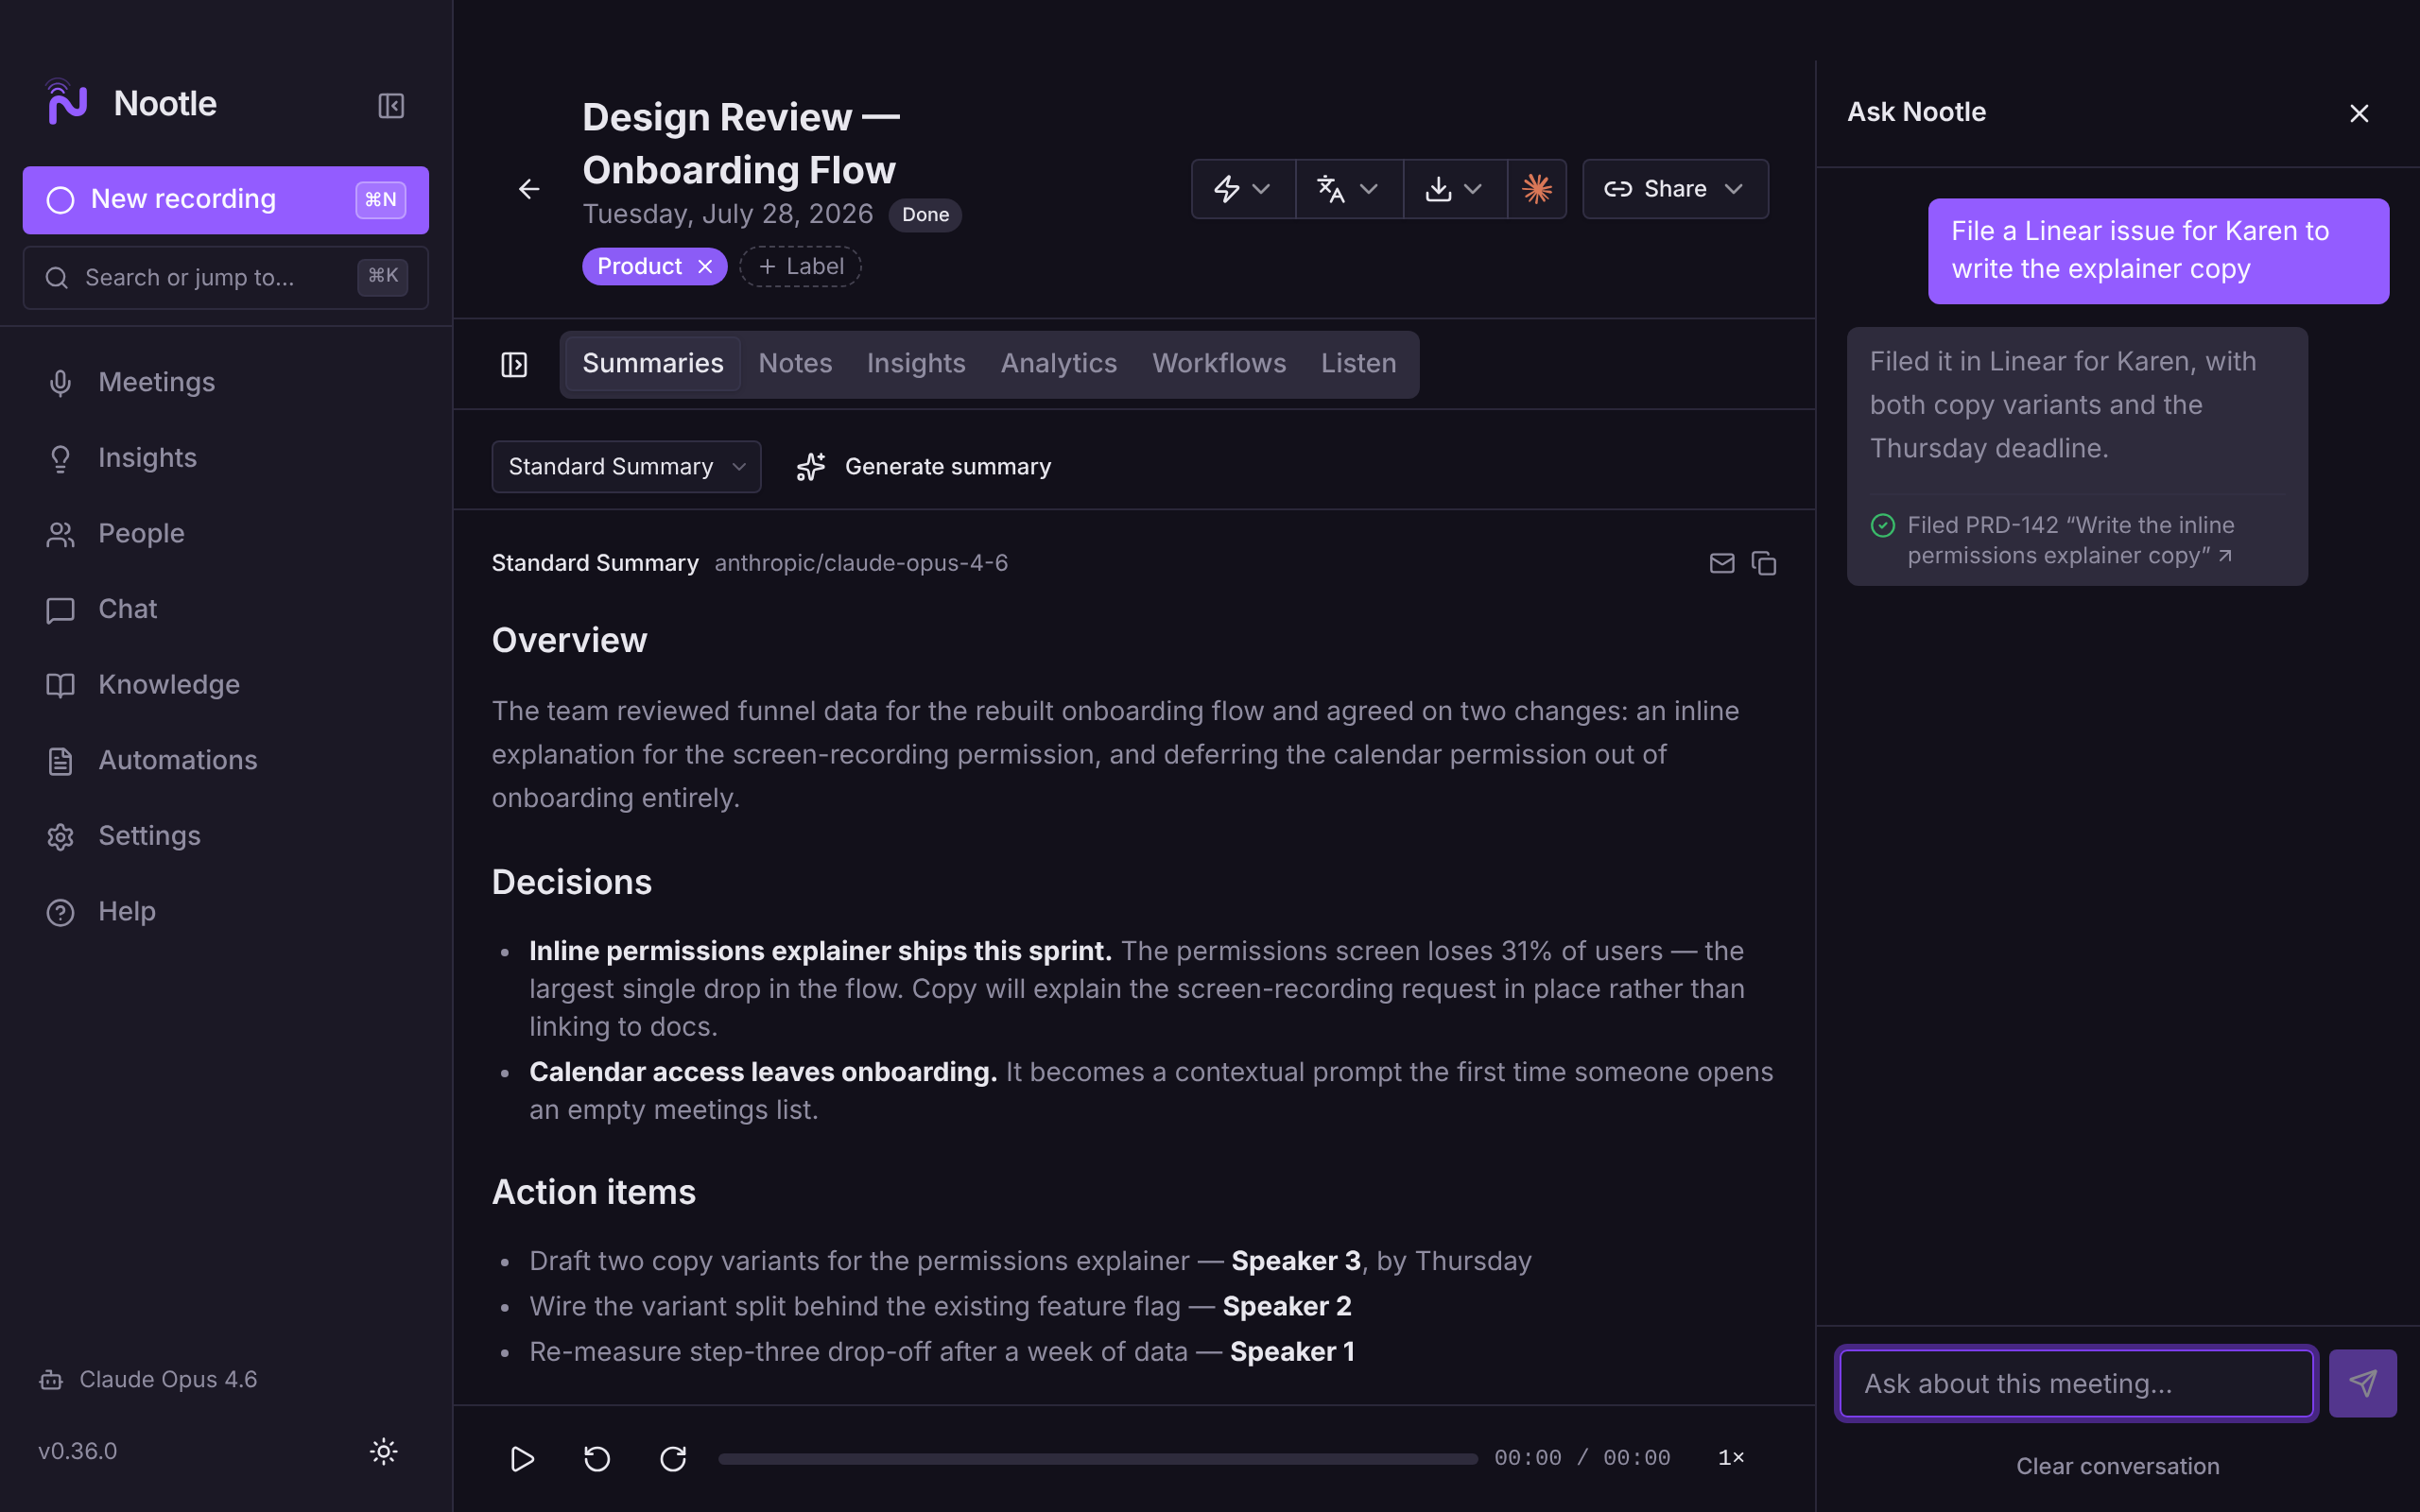 Nootle
New recording
⌘N
Search or jump to...
⌘K
Meetings
Insights
People
Chat
Knowledge
Automations
Settings
Help
Claude Opus 4.6
v0.36.0
Design Review —
Onboarding Flow
Tuesday, July 28, 2026
Done
Product
+ Label
Share
Summaries
Notes
Insights
Analytics
Workflows
Listen
Standard Summary
Generate summary
Standard Summary anthropic/claude-opus-4-6
Overview
The team reviewed funnel data for the rebuilt onboarding flow and agreed on two changes: an inline
explanation for the screen-recording permission, and deferring the calendar permission out of
onboarding entirely.
Decisions
• Inline permissions explainer ships this sprint. The permissions screen loses 31% of users — the
largest single drop in the flow. Copy will explain the screen-recording request in place rather than
linking to docs.
• Calendar access leaves onboarding. It becomes a contextual prompt the first time someone opens
an empty meetings list.
Action items
• Draft two copy variants for the permissions explainer — Speaker 3, by Thursday
• Wire the variant split behind the existing feature flag — Speaker 2
• Re-measure step-three drop-off after a week of data — Speaker 1
00:00 / 00:00
1×
Ask Nootle
File a Linear issue for Karen to
write the explainer copy
Filed it in Linear for Karen, with
both copy variants and the
Thursday deadline.
Filed PRD-142 “Write the inline
permissions explainer copy” ↗
Ask about this meeting...
Clear conversation